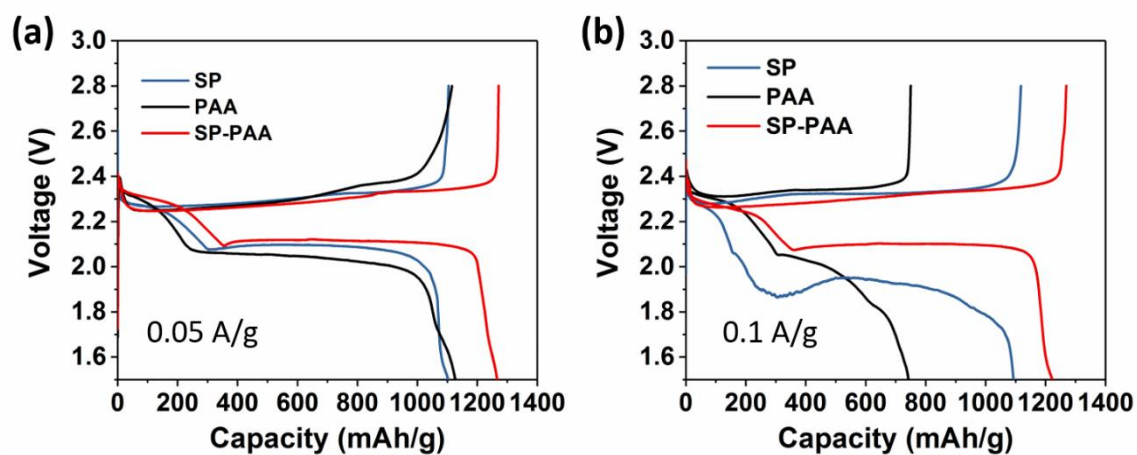 (a)
3.0
2.8
2.6
2.4
2.2
2.0
1.8
1.6
Voltage (V)
SP
PAA
SP-PAA
0.05 A/g
0 200 400 600 800 1000 1200 1400
Capacity (mAh/g)
(b)
3.0
2.8
2.6
2.4
2.2
2.0
1.8
1.6
Voltage (V)
SP
PAA
SP-PAA
0.1 A/g
0 200 400 600 800 1000 1200 1400
Capacity (mAh/g)